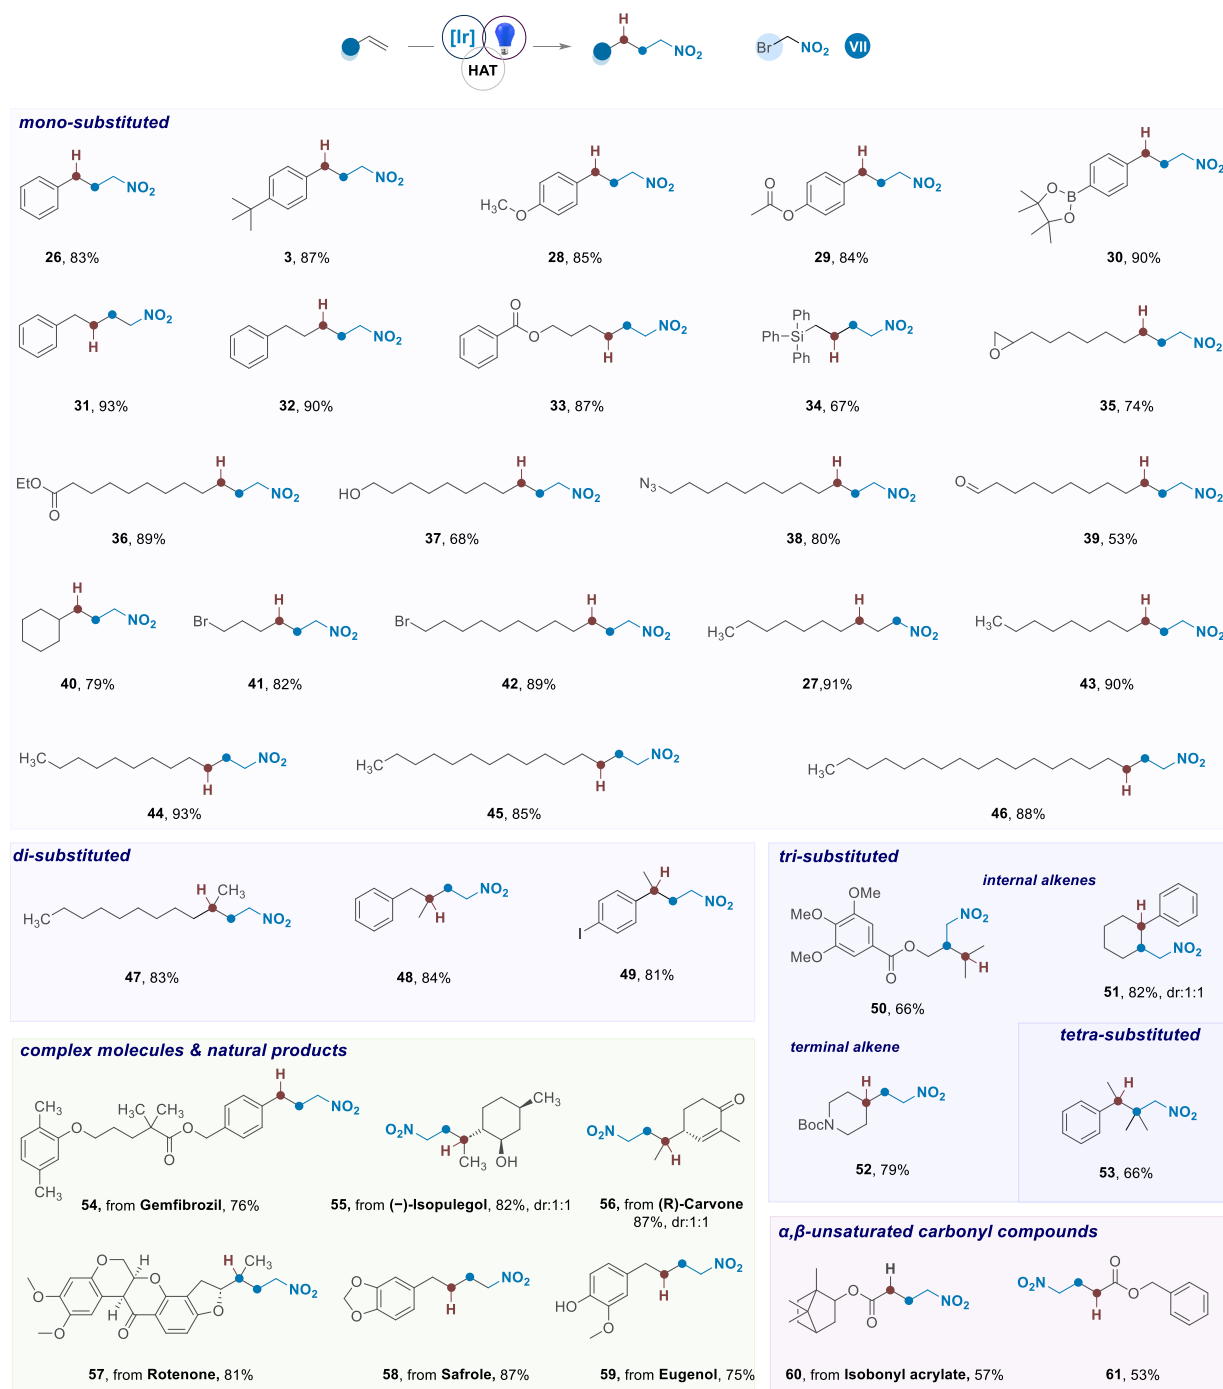 [Ir]
HAT
H
NO2
Br
NO2
VII
mono-substituted
H
NO2
26, 83%
H
NO2
3, 87%
H
NO2
H3C
O
28, 85%
H
NO2
O
O
29, 84%
H
NO2
O
B
O
30, 90%
NO2
H
31, 93%
H
NO2
32, 90%
O
O
NO2
H
33, 87%
Ph
Ph
Si
Ph
NO2
H
34, 67%
H
O
NO2
35, 74%
H
EtO
O
NO2
36, 89%
H
HO
NO2
37, 68%
H
N3
NO2
38, 80%
H
O
NO2
39, 53%
H
NO2
40, 79%
H
Br
NO2
41, 82%
H
Br
NO2
42, 89%
H
H3C
NO2
27,91%
H
H3C
NO2
43, 90%
H3C
NO2
H
44, 93%
H3C
NO2
H
45, 85%
H3C
NO2
H
46, 88%
di-substituted
H
CH3
H3C
NO2
47, 83%
NO2
H
48, 84%
H
NO2
I
49, 81%
tri-substituted
internal alkenes
OMe
MeO
MeO
O
O
NO2
H
50, 66%
H
NO2
51, 82%, dr:1:1
terminal alkene
H
NO2
BocN
52, 79%
tetra-substituted
H
NO2
53, 66%
complex molecules & natural products
CH3
O
CH3
H3C
CH3
O
O
H
NO2
54, from Gemfibrozil, 76%
CH3
O2N
H
CH3
OH
55, from (−)-Isopulegol, 82%, dr:1:1
O
O2N
H
56, from (R)-Carvone
87%, dr:1:1
O
H
O
H
O
O
O
O
H
CH3
NO2
57, from Rotenone, 81%
O
O
NO2
H
58, from Safrole, 87%
HO
O
NO2
H
59, from Eugenol, 75%
α,β-unsaturated carbonyl compounds
O
O
H
NO2
60, from Isobonyl acrylate, 57%
O2N
H
O
O
61, 53%